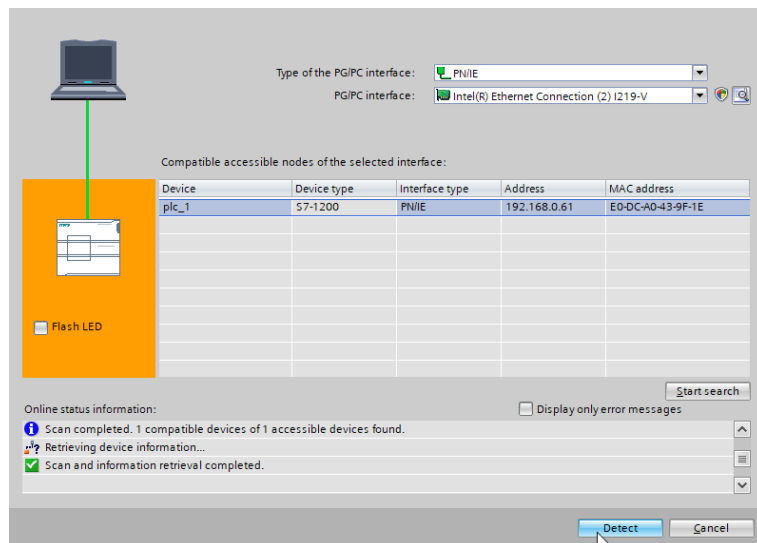 Type of the PG/PC interface: PN/IE
PG/PC interface: Intel(R) Ethernet Connection (2) I219-V
Compatible accessible nodes of the selected interface:
Device Device type Interface type Address MAC address
plc_1 S7-1200 PN/IE 192.168.0.61 E0-DC-A0-43-9F-1E
Flash LED
Start search
Online status information: Display only error messages
Scan completed. 1 compatible devices of 1 accessible devices found.
Retrieving device information...
Scan and information retrieval completed.
Detect Cancel